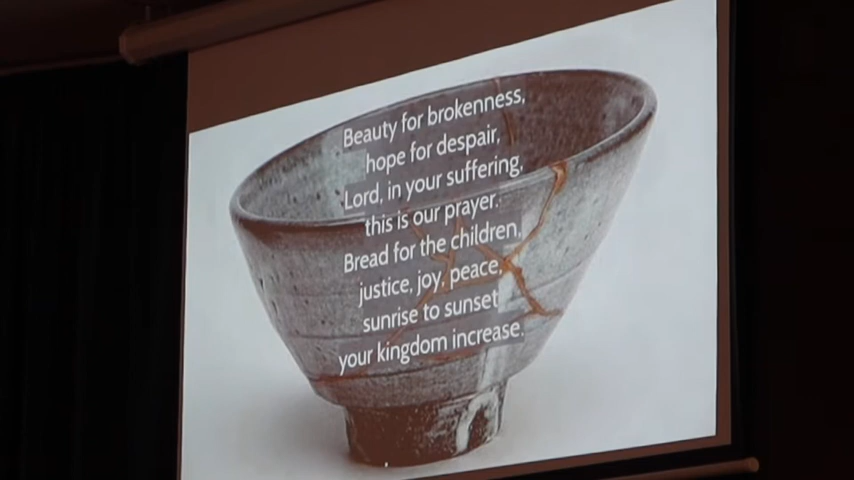 Beauty for brokenness,
hope for despair,
Lord, in your suffering,
this is our prayer.
Bread for the children,
justice, joy, peace,
sunrise to sunset
your kingdom increase.